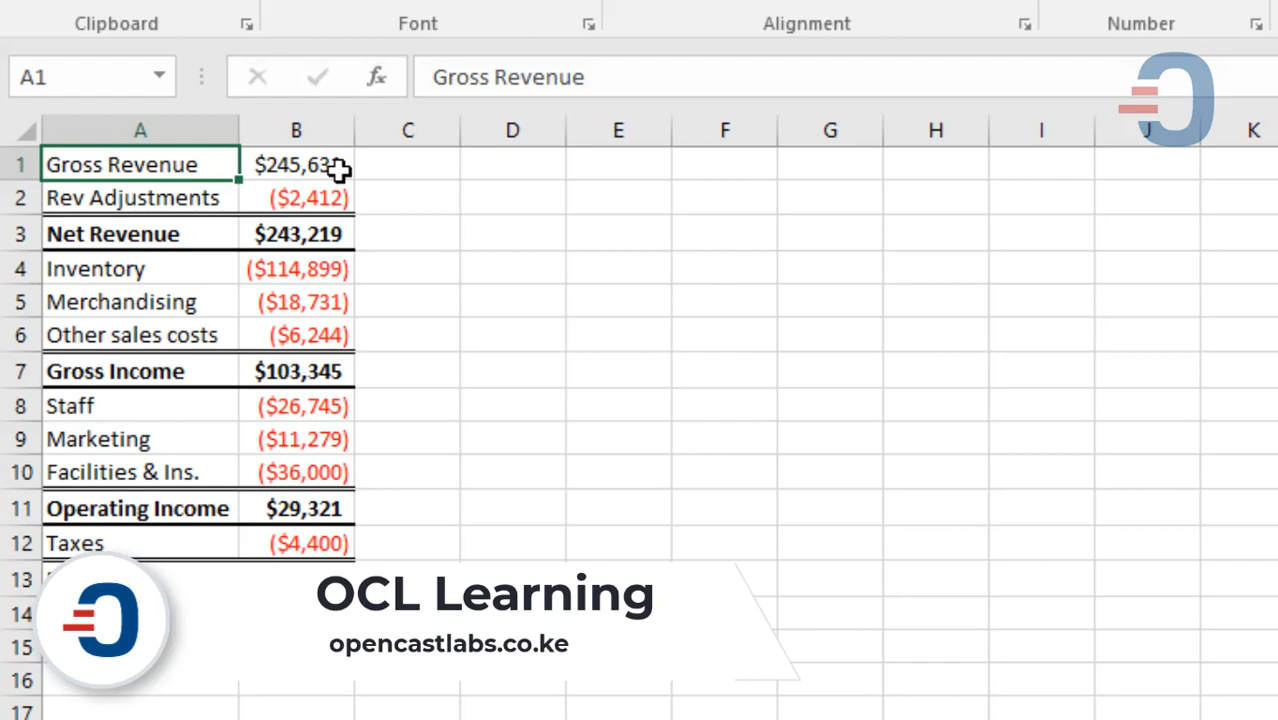 Clipboard Font Alignment Number
A1 fx Gross Revenue
A B C D E F G H I J K
1 Gross Revenue
2 Rev Adjustments ($2,412)
3 Net Revenue $243,219
4 Inventory ($114,899)
5 Merchandising ($18,731)
6 Other sales costs ($6,244)
7 Gross Income $103,345
8 Staff ($26,745)
9 Marketing ($11,279)
10 Facilities & Ins. ($36,000)
11 Operating Income $29,321
12 Taxes ($4,400)
13
OCL Learning
14
opencastlabs.co.ke
15
16
17